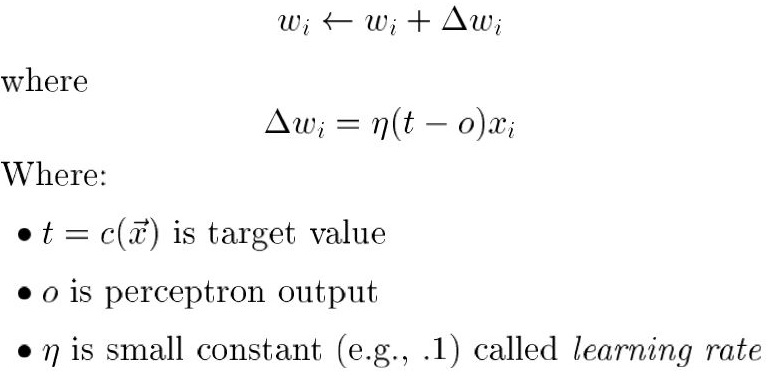 wᵢ ← wᵢ + Δwᵢ
where
Δwᵢ = η(t − o)xᵢ
Where:
• t = c(x⃗) is target value
• o is perceptron output
• η is small constant (e.g., .1) called learning rate